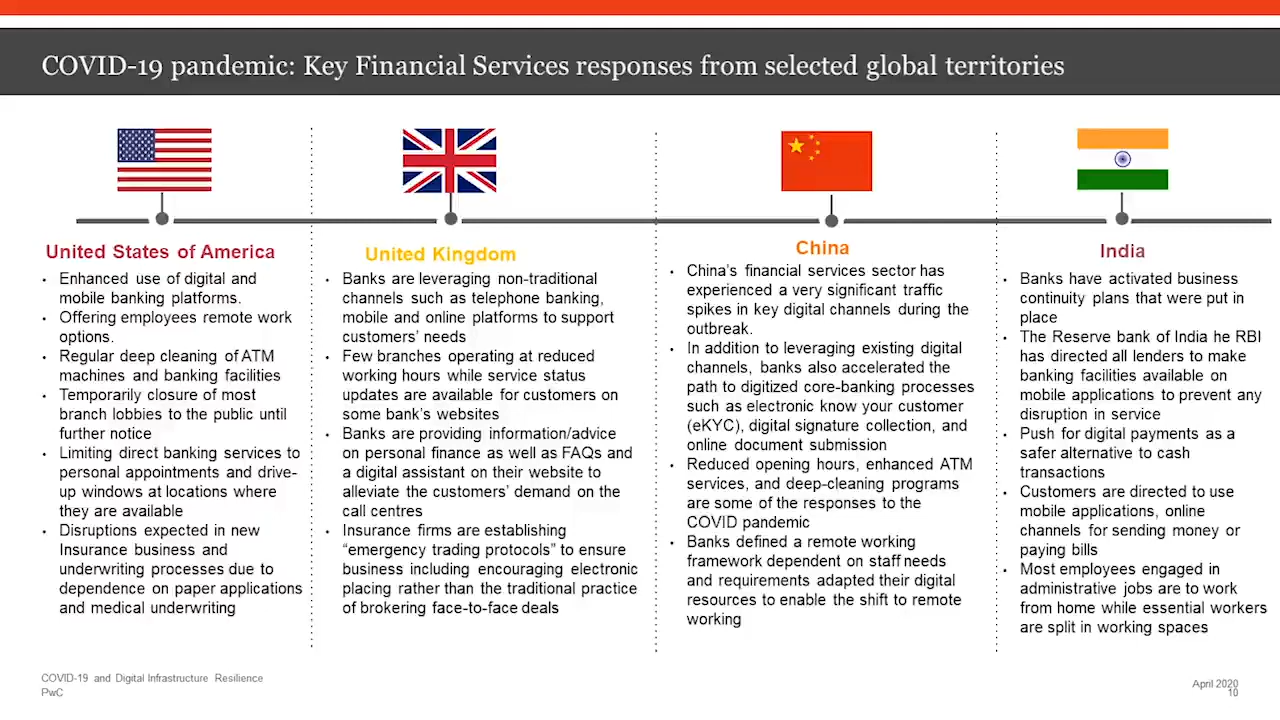 COVID-19 pandemic: Key Financial Services responses from selected global territories
United States of America
• Enhanced use of digital and
mobile banking platforms.
• Offering employees remote work
options.
• Regular deep cleaning of ATM
machines and banking facilities
• Temporarily closure of most
branch lobbies to the public until
further notice
• Limiting direct banking services to
personal appointments and drive-
up windows at locations where
they are available
• Disruptions expected in new
Insurance business and
underwriting processes due to
dependence on paper applications
and medical underwriting
United Kingdom
• Banks are leveraging non-traditional
channels such as telephone banking,
mobile and online platforms to support
customers’ needs
• Few branches operating at reduced
working hours while service status
updates are available for customers on
some bank’s websites
• Banks are providing information/advice
on personal finance as well as FAQs and
a digital assistant on their website to
alleviate the customers’ demand on the
call centres
• Insurance firms are establishing
“emergency trading protocols” to ensure
business including encouraging electronic
placing rather than the traditional practice
of brokering face-to-face deals
China
• China’s financial services sector has
experienced a very significant traffic
spikes in key digital channels during the
outbreak.
• In addition to leveraging existing digital
channels, banks also accelerated the
path to digitized core-banking processes
such as electronic know your customer
(eKYC), digital signature collection, and
online document submission
• Reduced opening hours, enhanced ATM
services, and deep-cleaning programs
are some of the responses to the
COVID pandemic
• Banks defined a remote working
framework dependent on staff needs
and requirements adapted their digital
resources to enable the shift to remote
working
India
• Banks have activated business
continuity plans that were put in
place
• The Reserve bank of India he RBI
has directed all lenders to make
banking facilities available on
mobile applications to prevent any
disruption in service
• Push for digital payments as a
safer alternative to cash
transactions
• Customers are directed to use
mobile applications, online
channels for sending money or
paying bills
• Most employees engaged in
administrative jobs are to work
from home while essential workers
are split in working spaces
COVID-19 and Digital Infrastructure Resilience
PwC
April 2020
10